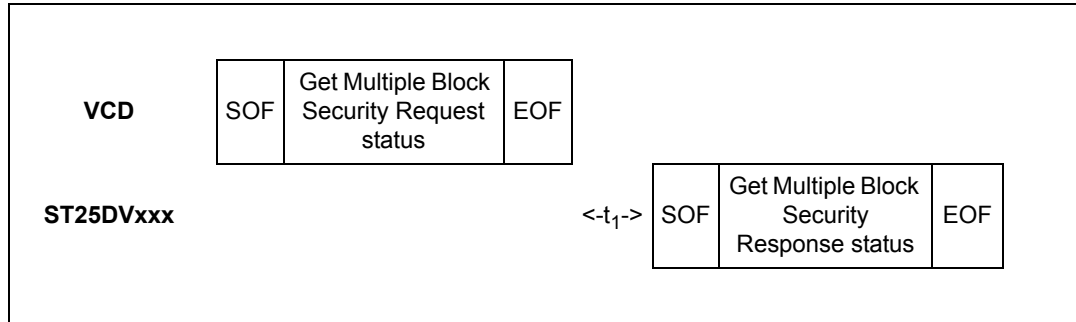 VCD
SOF
Get Multiple Block
Security Request
status
EOF
ST25DVxxx
<-t₁->
SOF
Get Multiple Block
Security
Response status
EOF